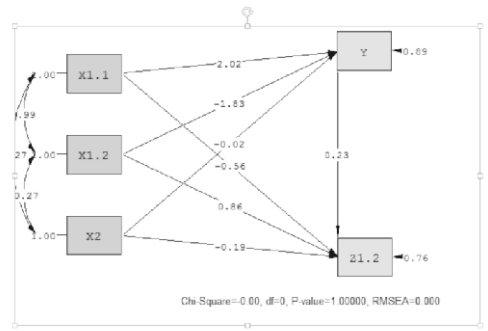 Y
0.89
1.00
X1.1
2.02
.99
-1.83
-0.02
27
1.00
X1.2
0.23
-0.56
0.27
0.86
1.00
X2
-0.19
Z1.2
0.76
Chi-Square=-0.00, df=0, P-value=1.00000, RMSEA=0.000